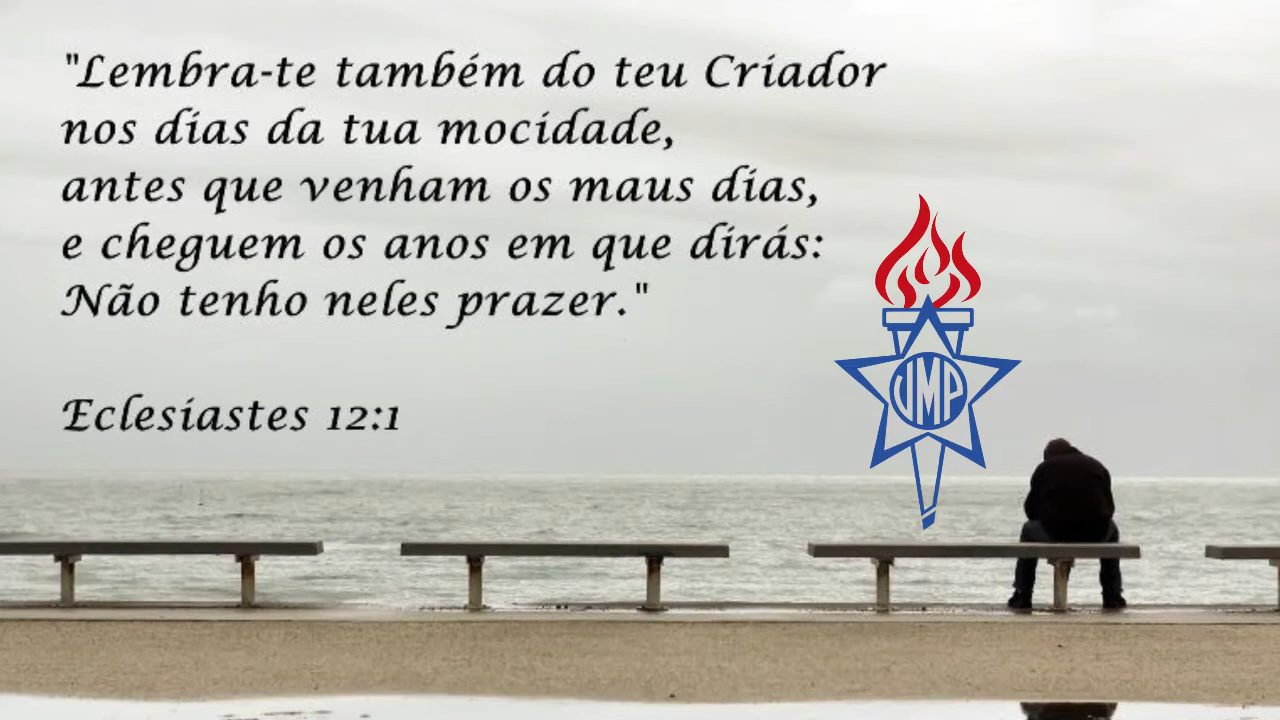 "Lembra-te também do teu Criador
nos dias da tua mocidade,
antes que venham os maus dias,
e cheguem os anos em que dirás:
Não tenho neles prazer."
Eclesiastes 12:1
UMP